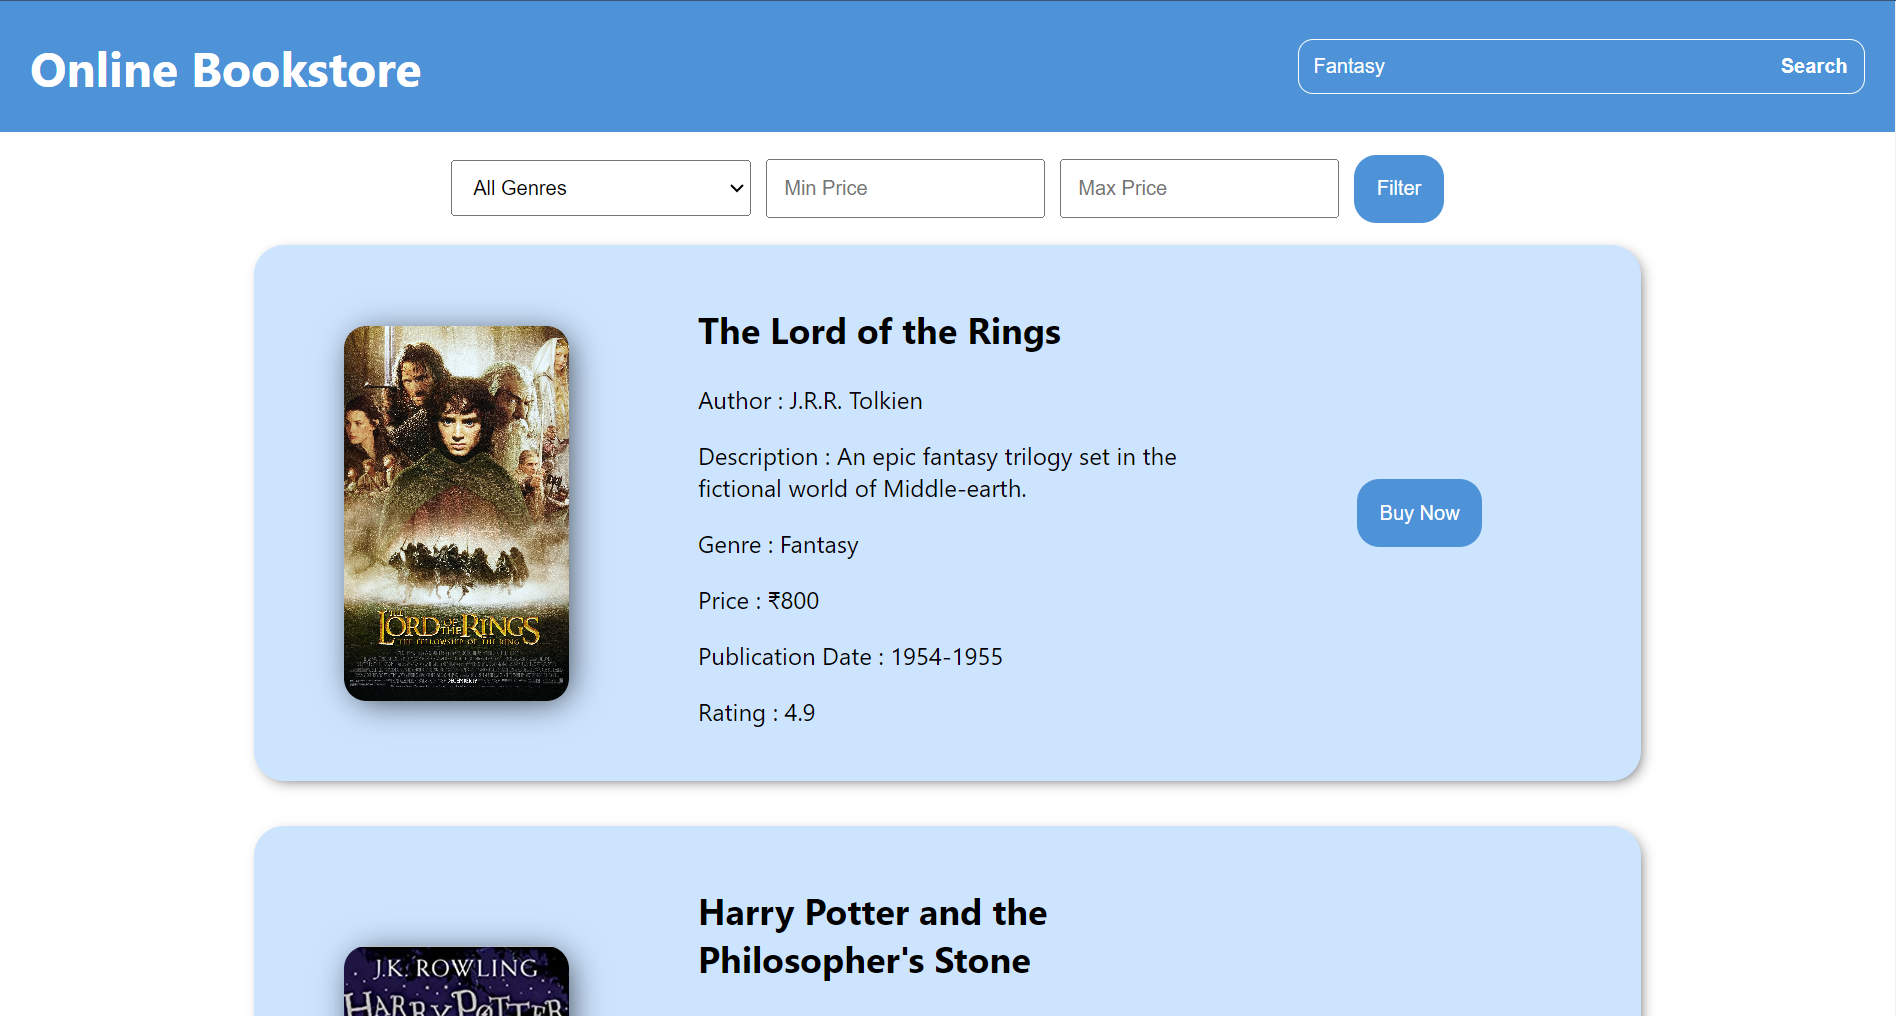 Online Bookstore
Fantasy
Search
All Genres
Min Price
Max Price
Filter
The Lord of the Rings
Author : J.R.R. Tolkien
Description : An epic fantasy trilogy set in the
fictional world of Middle-earth.
Genre : Fantasy
Price : ₹800
Publication Date : 1954-1955
Rating : 4.9
Buy Now
THE
LORD OF THE RINGS
THE FELLOWSHIP OF THE RING
Harry Potter and the
Philosopher's Stone
J.K. ROWLING
HARRY POTTER